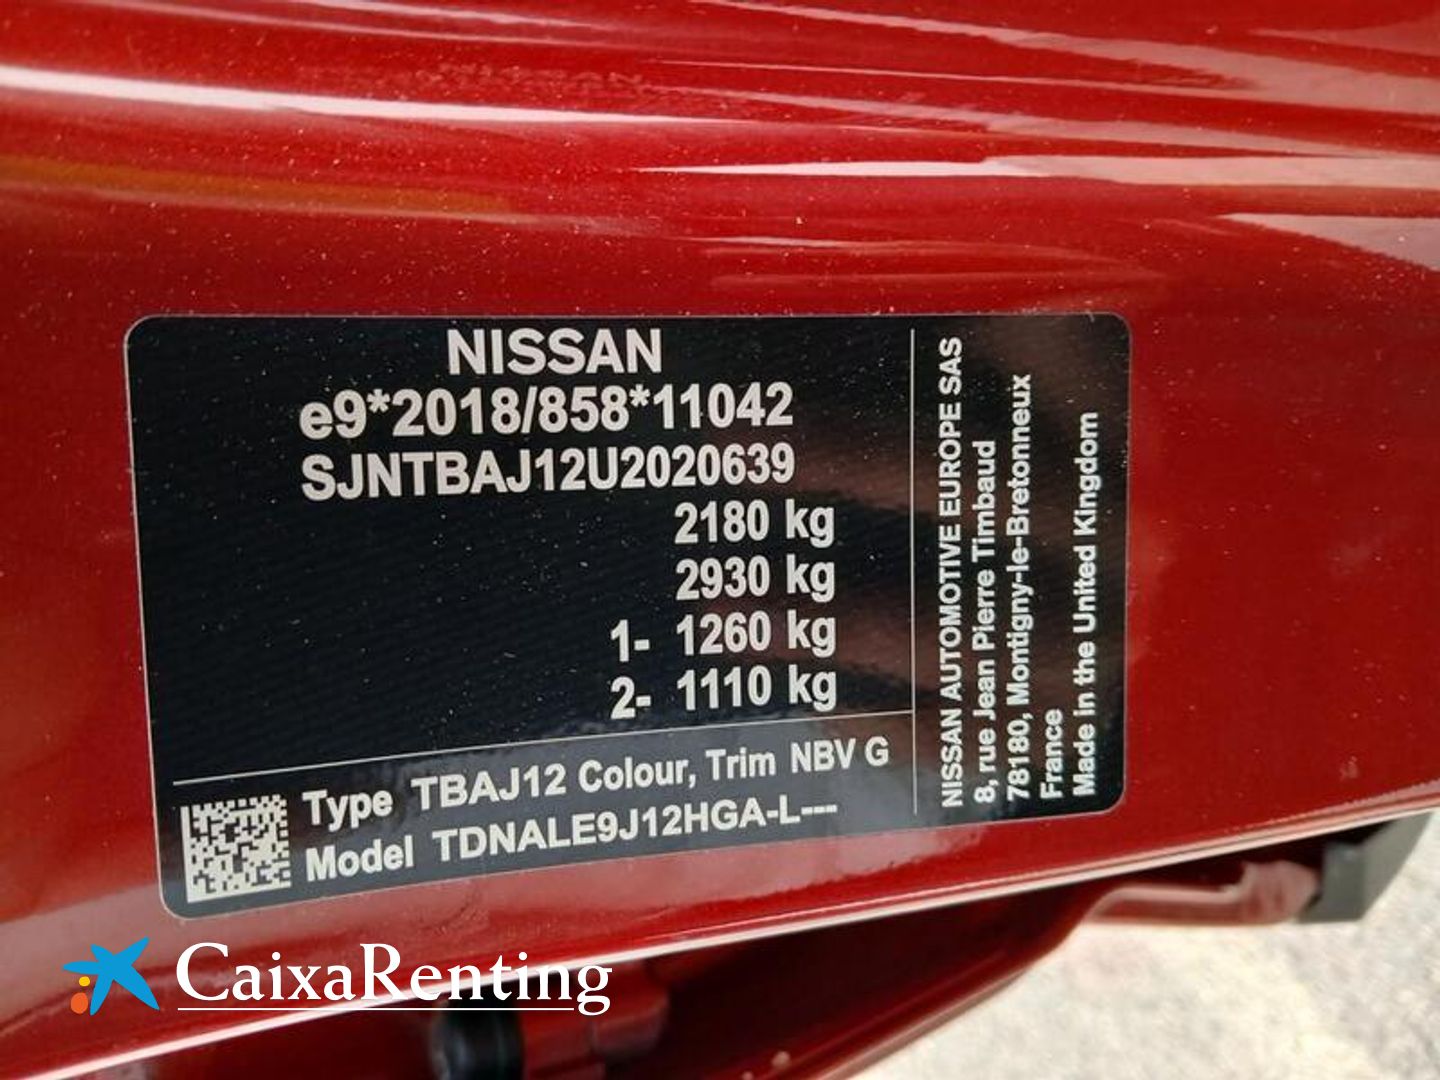 NISSAN
e9*2018/858*11042
SJNTBAJ12U2020639
2180 kg
2930 kg
1- 1260 kg
2- 1110 kg
Type TBAJ12 Colour, Trim NBV G
Model TDNALE9J12HGA-L---
NISSAN AUTOMOTIVE EUROPE SAS
8, rue Jean Pierre Timbaud
78180, Montigny-le-Bretonneux
France
Made in the United Kingdom
CaixaRenting